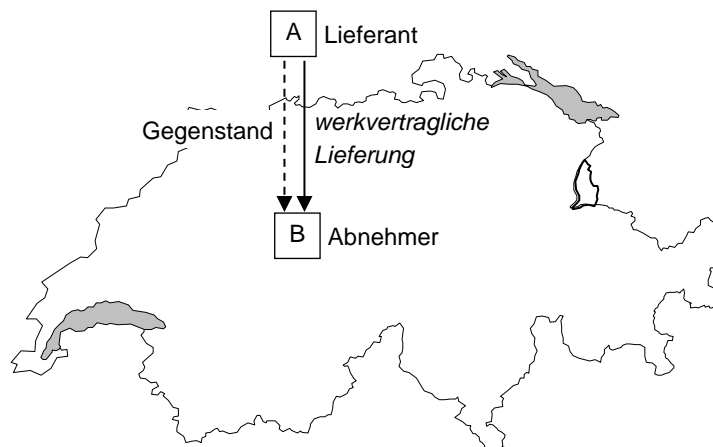 A Lieferant
Gegenstand
werkvertragliche
Lieferung
B Abnehmer